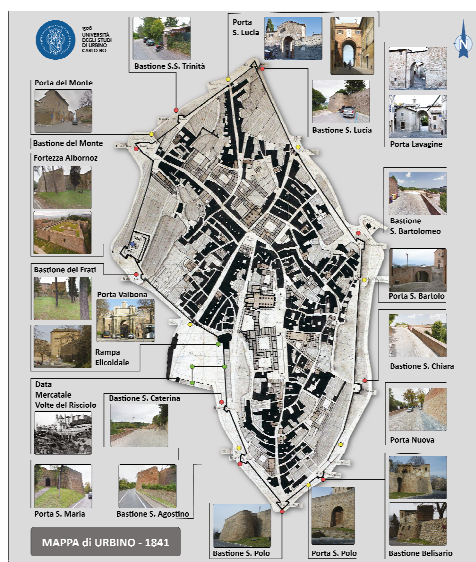 1506
UNIVERSITÀ
DEGLI STUDI
DI URBINO
CARLO BO
Bastione S.S. Trinità
Porta
S. Lucia
Porta del Monte
Bastione S. Lucia
Porta Lavagine
Bastione del Monte
Fortezza Albornoz
Bastione
S. Bartolomeo
Bastione dei Frati
Porta Valbona
Porta S. Bartolo
Rampa
Elicoidale
Bastione S. Chiara
Data
Mercatale
Volte del Risciolo
Bastione S. Caterina
Porta Nuova
Porta S. Maria
Bastione S. Agostino
Bastione S. Polo
Porta S. Polo
Bastione Belisario
MAPPA di URBINO - 1841